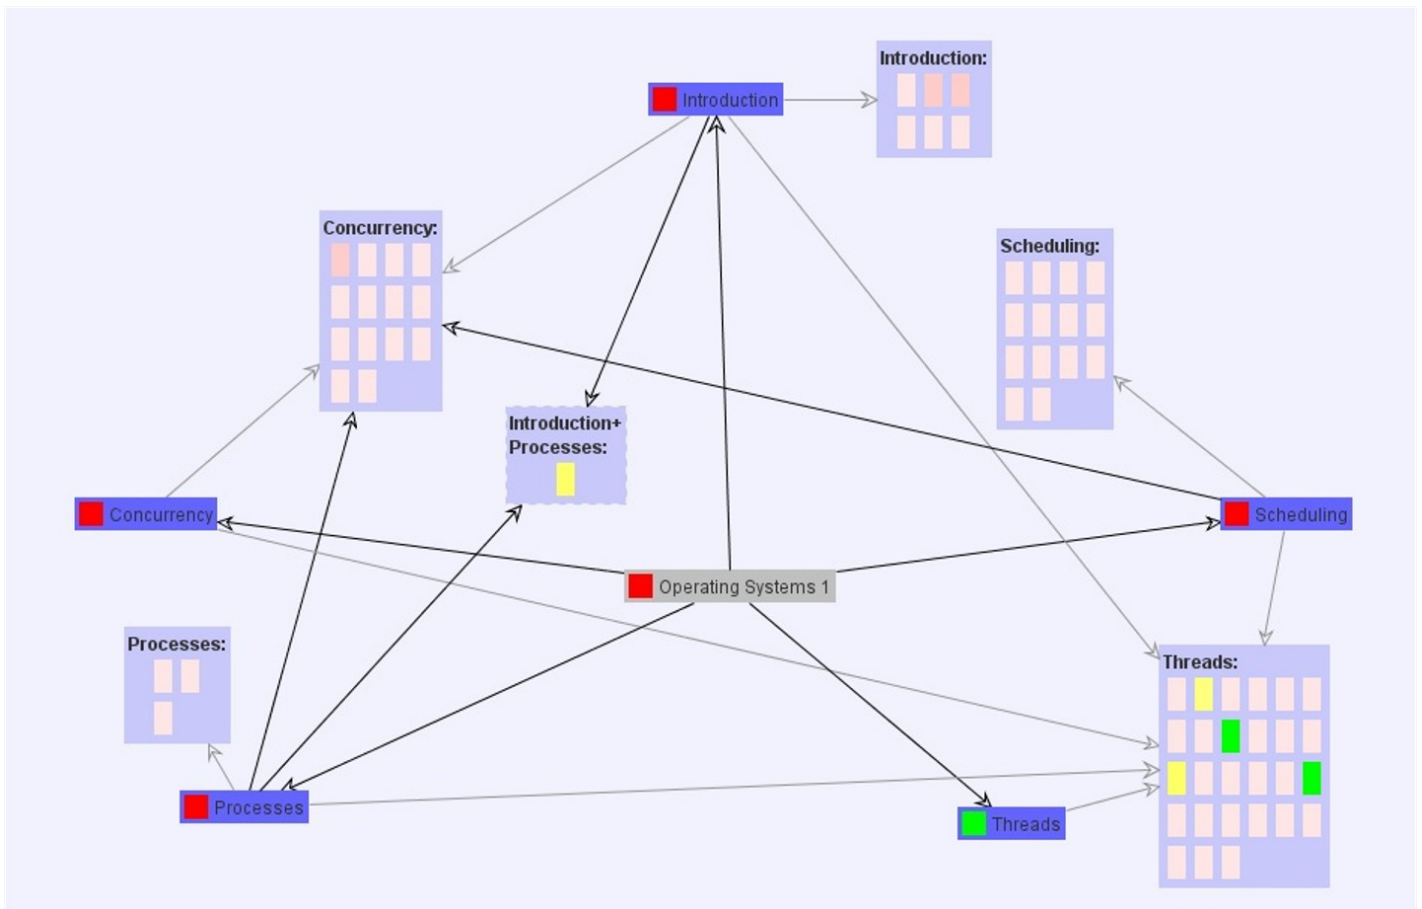 Introduction:
Introduction
Concurrency:
Scheduling:
Introduction+
Processes:
Concurrency
Scheduling
Operating Systems 1
Processes:
Threads:
Processes
Threads